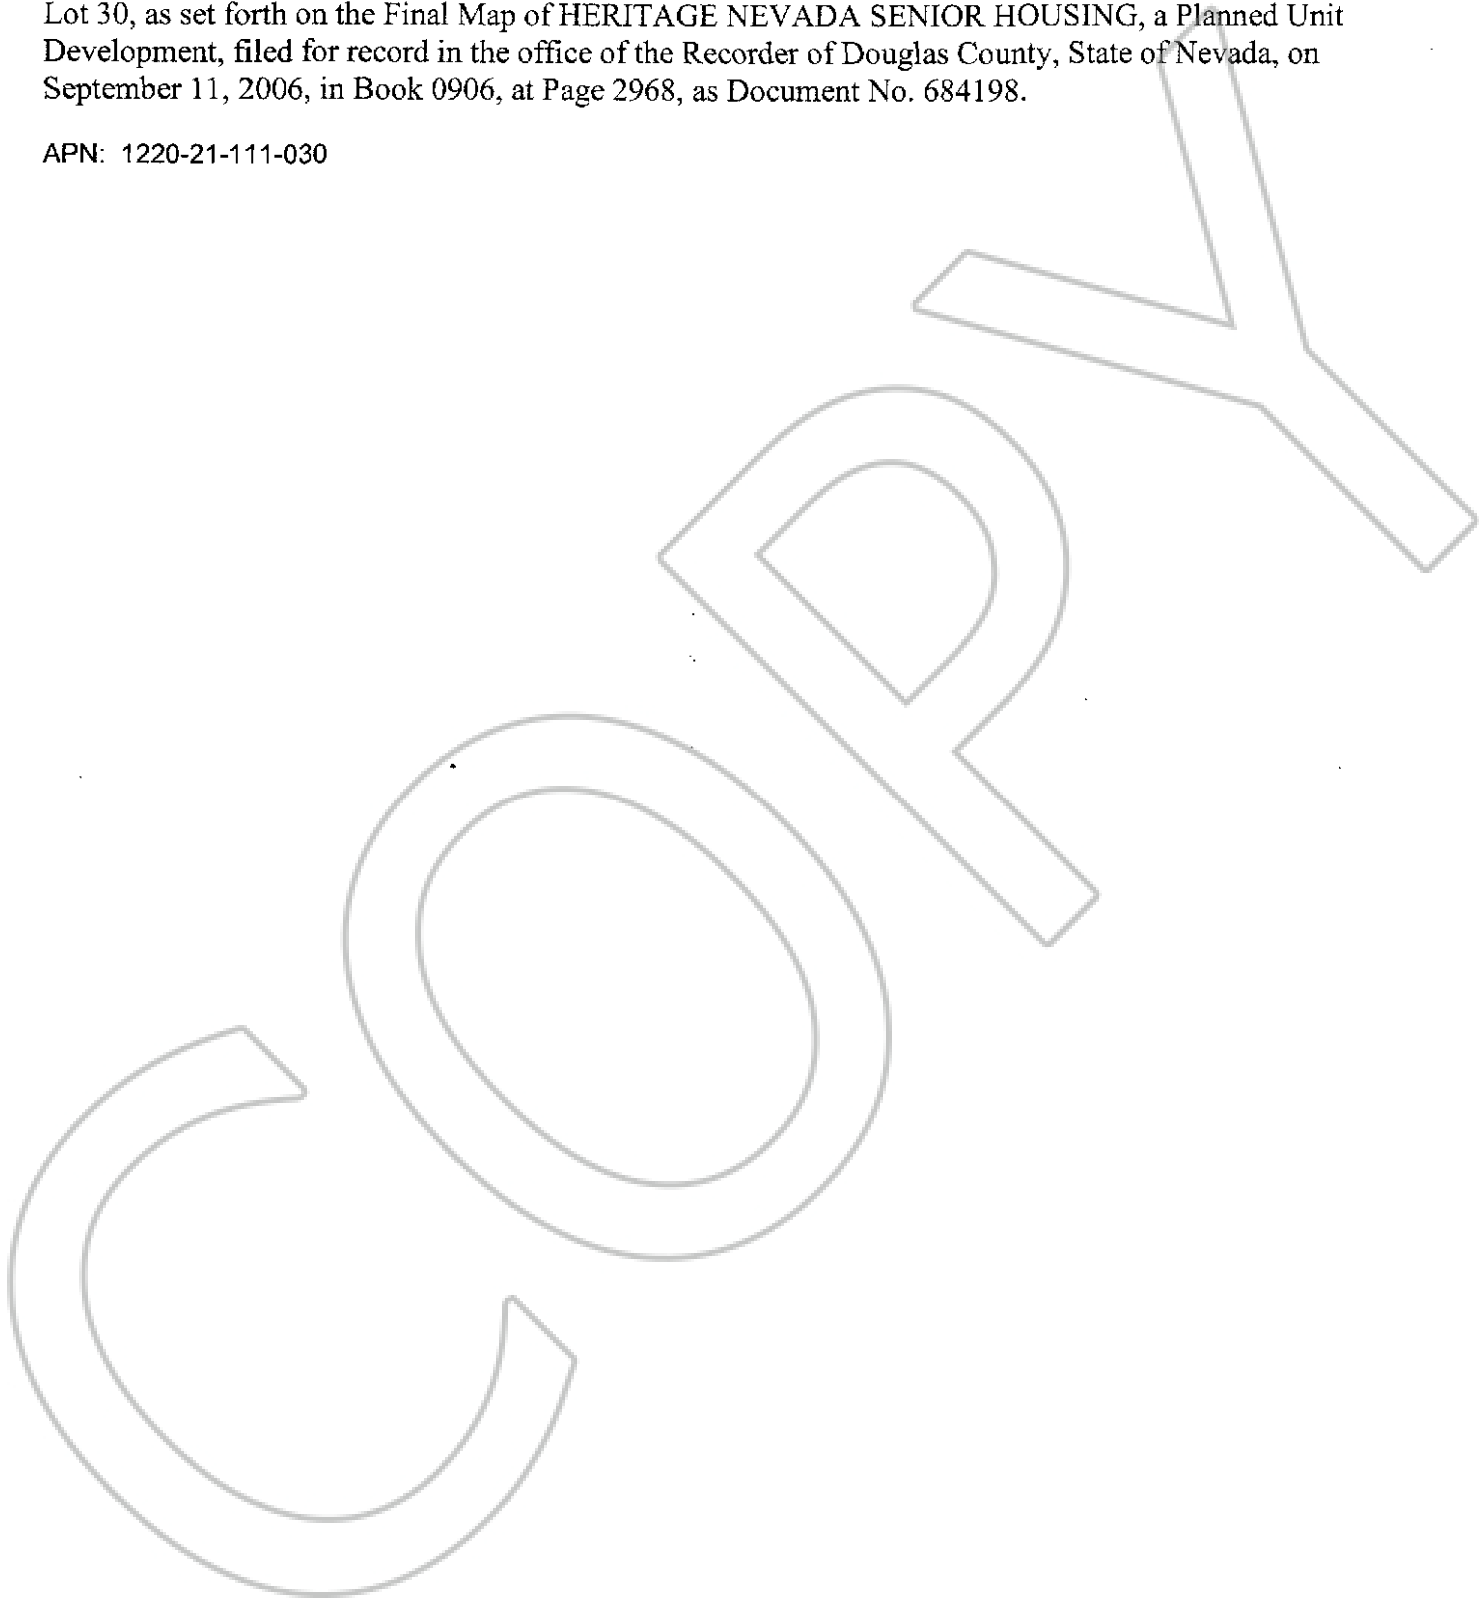 Lot 30, as set forth on the Final Map of HERITAGE NEVADA SENIOR HOUSING, a Planned Unit
Development, filed for record in the office of the Recorder of Douglas County, State of Nevada, on
September 11, 2006, in Book 0906, at Page 2968, as Document No. 684198.
APN: 1220-21-111-030
COPY